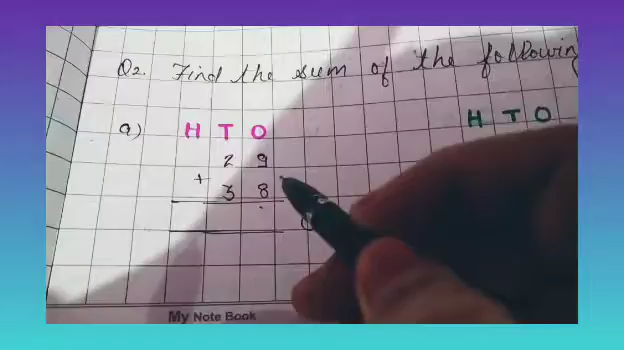 Q2. Find the sum of the following
a) H T O H T O
2 9
+ 3 8
My Note Book